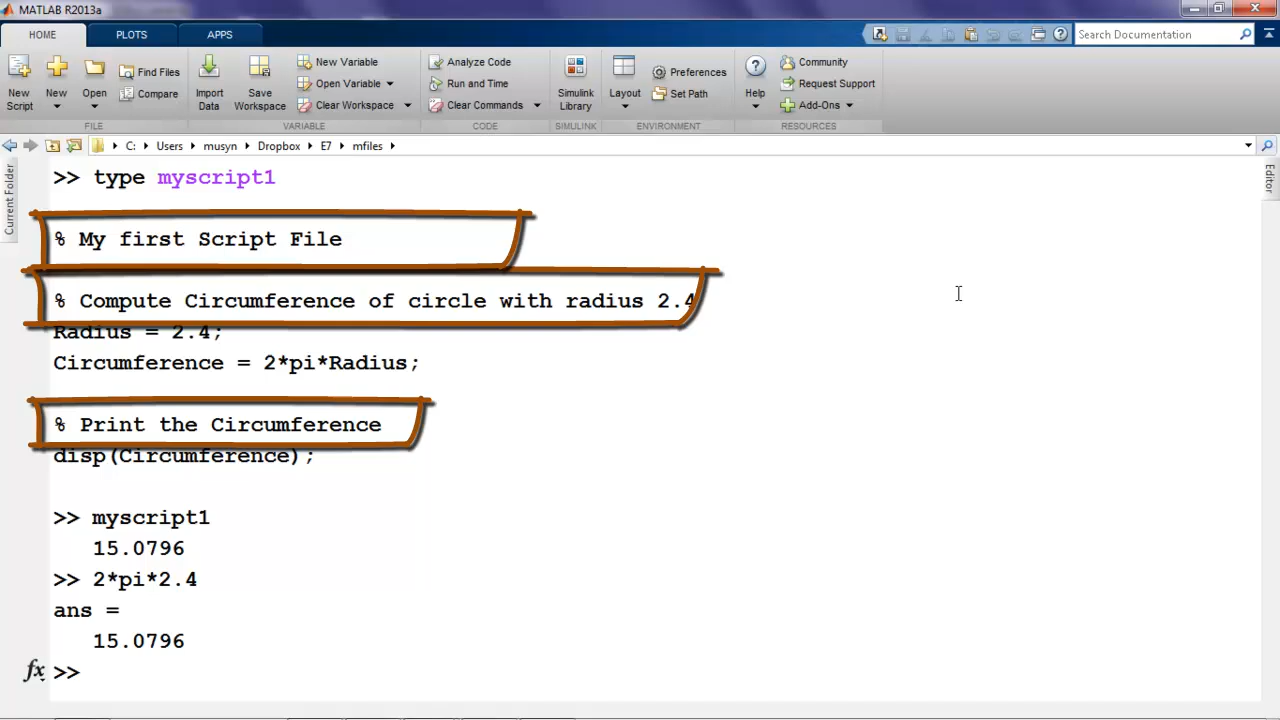 MATLAB R2013a
HOME PLOTS APPS
Search Documentation
New Script
New
Open
Find Files
Compare
FILE
Import Data
Save Workspace
New Variable
Open Variable
Clear Workspace
VARIABLE
Analyze Code
Run and Time
Clear Commands
CODE
Simulink Library
SIMULINK
Layout
Preferences
Set Path
ENVIRONMENT
Help
Community
Request Support
Add-Ons
RESOURCES
C: Users musyn Dropbox E7 mfiles
Current Folder
Editor
>> type myscript1
% My first Script File
% Compute Circumference of circle with radius 2.4
Radius = 2.4;
Circumference = 2*pi*Radius;
% Print the Circumference
disp(Circumference);
>> myscript1
15.0796
>> 2*pi*2.4
ans =
15.0796
fx >>